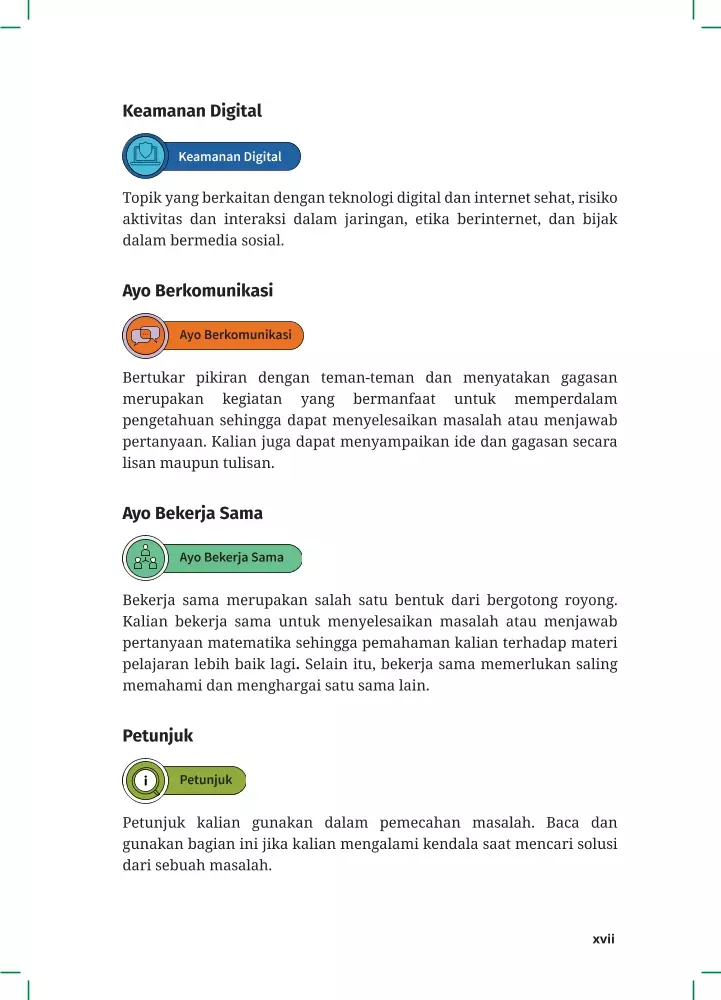 Keamanan Digital
Keamanan Digital
Topik yang berkaitan dengan teknologi digital dan internet sehat, risiko
aktivitas dan interaksi dalam jaringan, etika berinternet, dan bijak
dalam bermedia sosial.
Ayo Berkomunikasi
Ayo Berkomunikasi
Bertukar pikiran dengan teman-teman dan menyatakan gagasan
merupakan kegiatan yang bermanfaat untuk memperdalam
pengetahuan sehingga dapat menyelesaikan masalah atau menjawab
pertanyaan. Kalian juga dapat menyampaikan ide dan gagasan secara
lisan maupun tulisan.
Ayo Bekerja Sama
Ayo Bekerja Sama
Bekerja sama merupakan salah satu bentuk dari bergotong royong.
Kalian bekerja sama untuk menyelesaikan masalah atau menjawab
pertanyaan matematika sehingga pemahaman kalian terhadap materi
pelajaran lebih baik lagi. Selain itu, bekerja sama memerlukan saling
memahami dan menghargai satu sama lain.
Petunjuk
i
Petunjuk
Petunjuk kalian gunakan dalam pemecahan masalah. Baca dan
gunakan bagian ini jika kalian mengalami kendala saat mencari solusi
dari sebuah masalah.
xvii